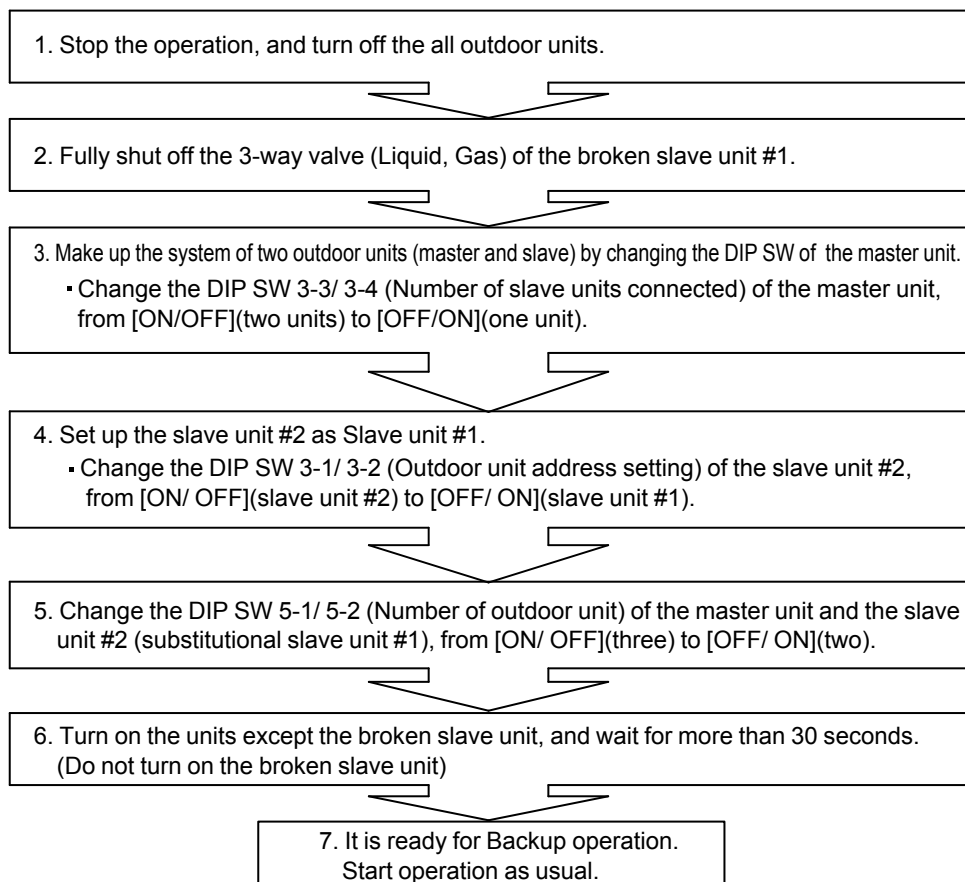 1. Stop the operation, and turn off the all outdoor units.
2. Fully shut off the 3-way valve (Liquid, Gas) of the broken slave unit #1.
3. Make up the system of two outdoor units (master and slave) by changing the DIP SW of the master unit.
▪ Change the DIP SW 3-3/ 3-4 (Number of slave units connected) of the master unit,
from [ON/OFF](two units) to [OFF/ON](one unit).
4. Set up the slave unit #2 as Slave unit #1.
▪ Change the DIP SW 3-1/ 3-2 (Outdoor unit address setting) of the slave unit #2,
from [ON/ OFF](slave unit #2) to [OFF/ ON](slave unit #1).
5. Change the DIP SW 5-1/ 5-2 (Number of outdoor unit) of the master unit and the slave
unit #2 (substitutional slave unit #1), from [ON/ OFF](three) to [OFF/ ON](two).
6. Turn on the units except the broken slave unit, and wait for more than 30 seconds.
(Do not turn on the broken slave unit)
7. It is ready for Backup operation.
Start operation as usual.